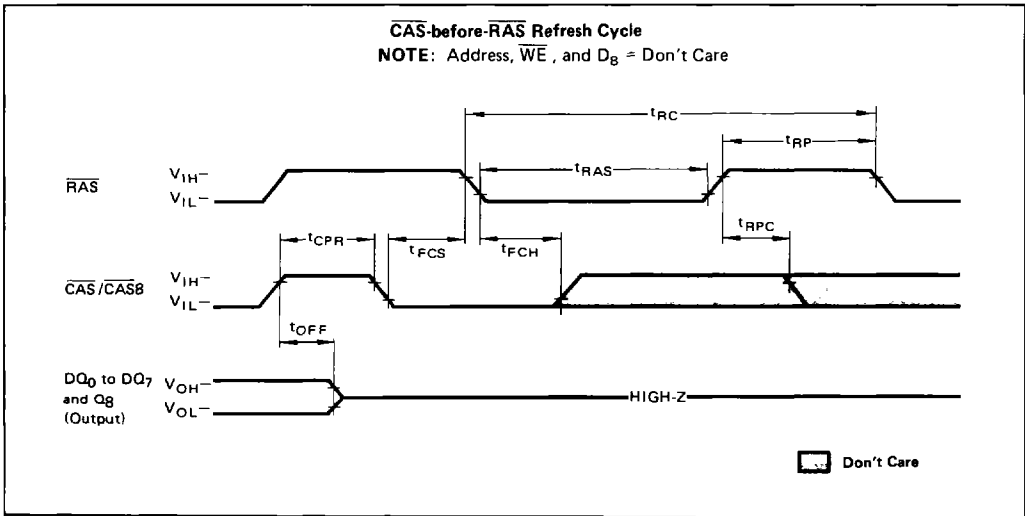 CAS-before-RAS Refresh Cycle
NOTE: Address, WE, and D8 = Don't Care
tRC
tRP
RAS
VIH
VIL
tRAS
tCPR
tFCS
tFCH
tRPC
CAS/CAS8
VIH
VIL
tOFF
DQ0 to DQ7
and Q8
(Output)
VOH
VOL
HIGH-Z
Don't Care